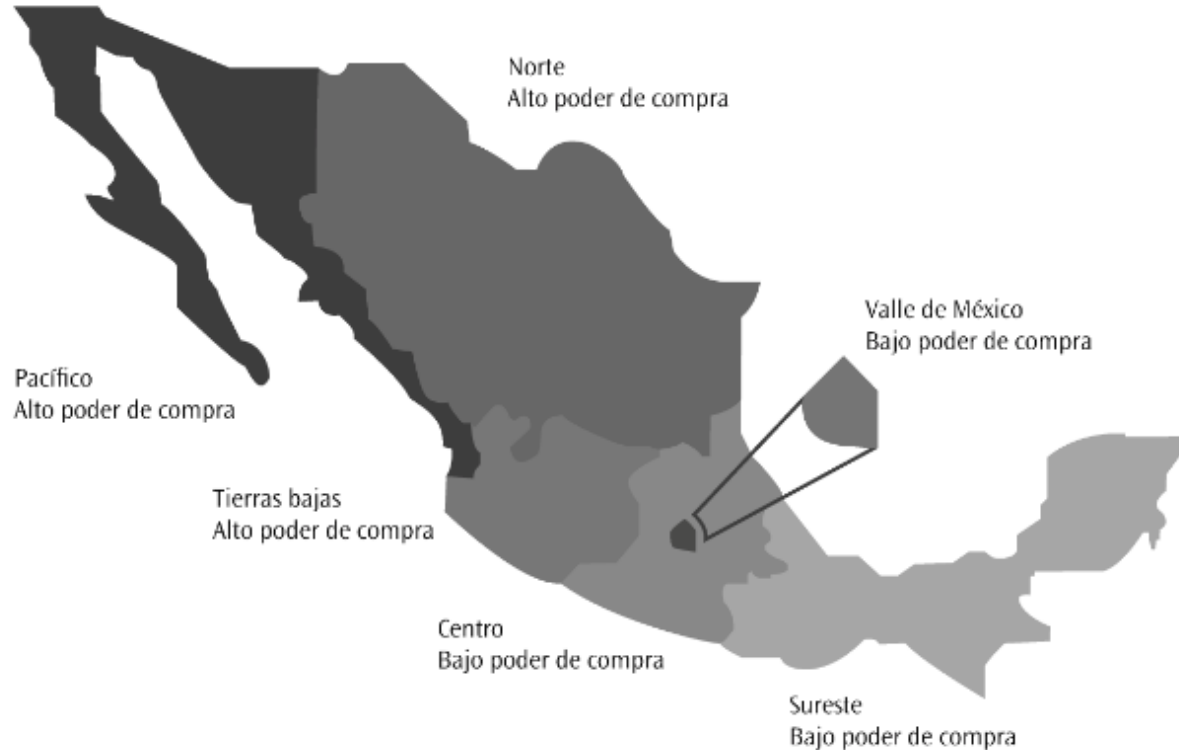 Norte
Alto poder de compra
Valle de México
Bajo poder de compra
Pacífico
Alto poder de compra
Tierras bajas
Alto poder de compra
Centro
Bajo poder de compra
Sureste
Bajo poder de compra